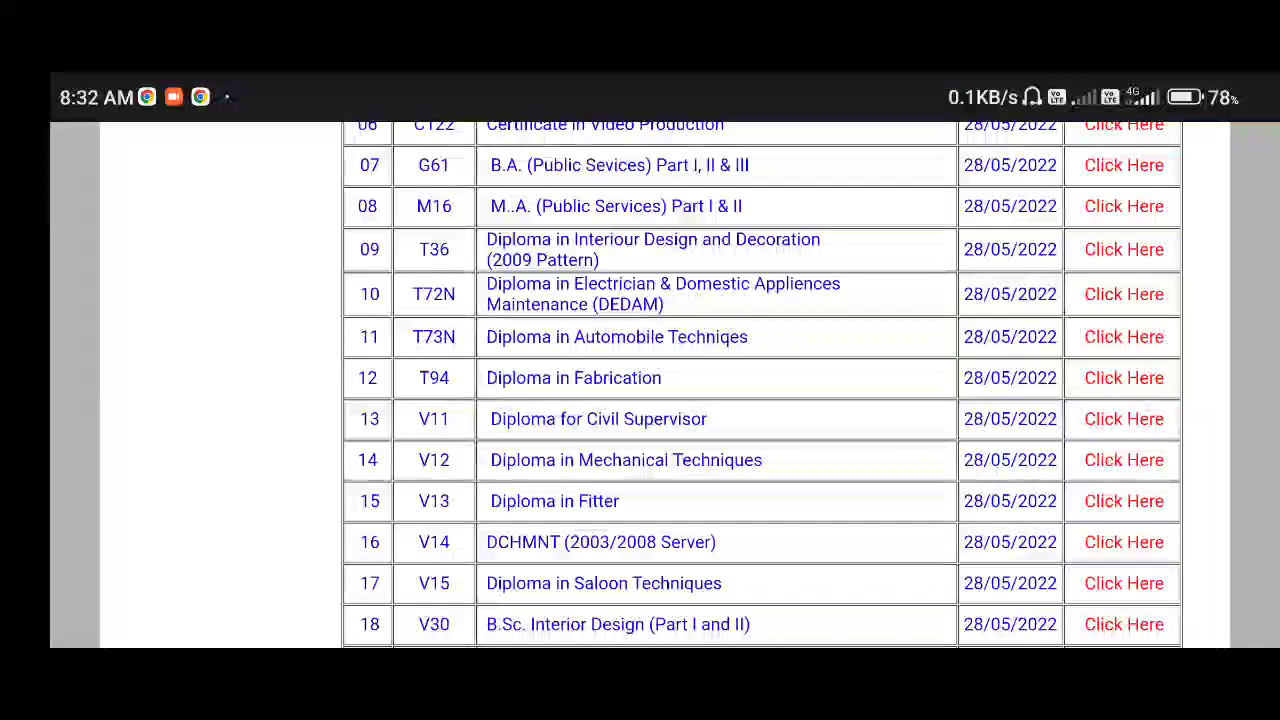 8:32 AM 0.1KB/s 4G 78%
06 C122 Certificate in Video Production 28/05/2022 Click Here
07 G61 B.A. (Public Sevices) Part I, II & III 28/05/2022 Click Here
08 M16 M..A. (Public Services) Part I & II 28/05/2022 Click Here
09 T36 Diploma in Interiour Design and Decoration
(2009 Pattern) 28/05/2022 Click Here
10 T72N Diploma in Electrician & Domestic Appliences
Maintenance (DEDAM) 28/05/2022 Click Here
11 T73N Diploma in Automobile Techniqes 28/05/2022 Click Here
12 T94 Diploma in Fabrication 28/05/2022 Click Here
13 V11 Diploma for Civil Supervisor 28/05/2022 Click Here
14 V12 Diploma in Mechanical Techniques 28/05/2022 Click Here
15 V13 Diploma in Fitter 28/05/2022 Click Here
16 V14 DCHMNT (2003/2008 Server) 28/05/2022 Click Here
17 V15 Diploma in Saloon Techniques 28/05/2022 Click Here
18 V30 B.Sc. Interior Design (Part I and II) 28/05/2022 Click Here